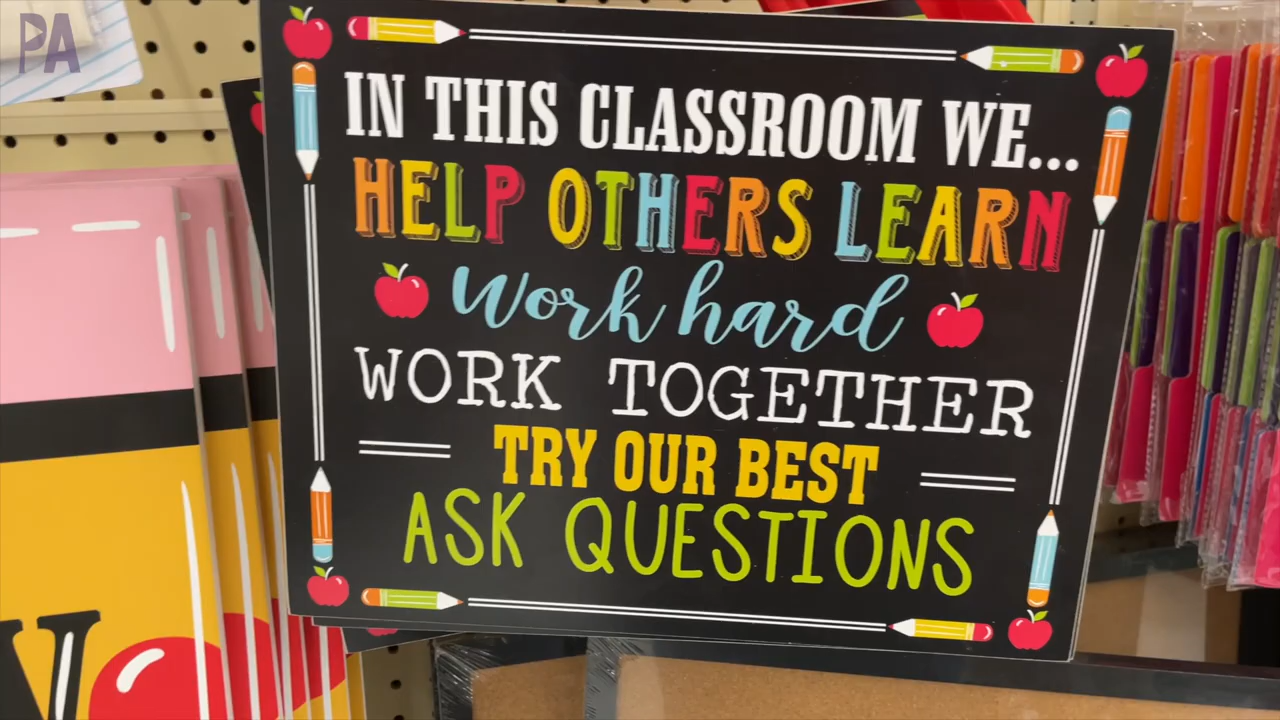 PA
IN THIS CLASSROOM WE...
HELP OTHERS LEARN
Work hard
WORK TOGETHER
TRY OUR BEST
ASK QUESTIONS